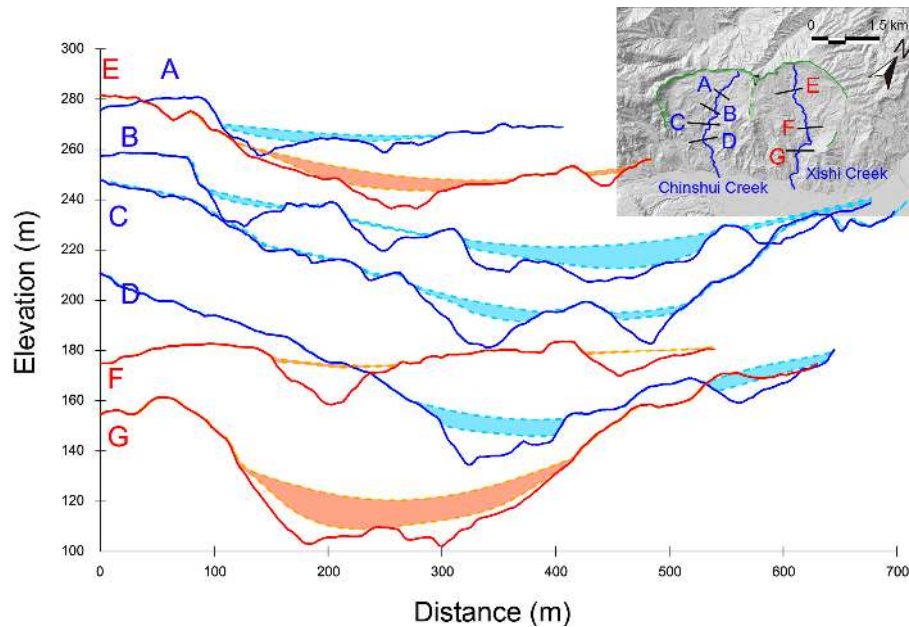 0 1.5 km
N
A
E
B
C
F
D
G
Chinshui Creek
Xishi Creek
300
280
260
240
220
200
180
160
140
120
100
Elevation (m)
E
A
B
C
D
F
G
0 100 200 300 400 500 600 700
Distance (m)